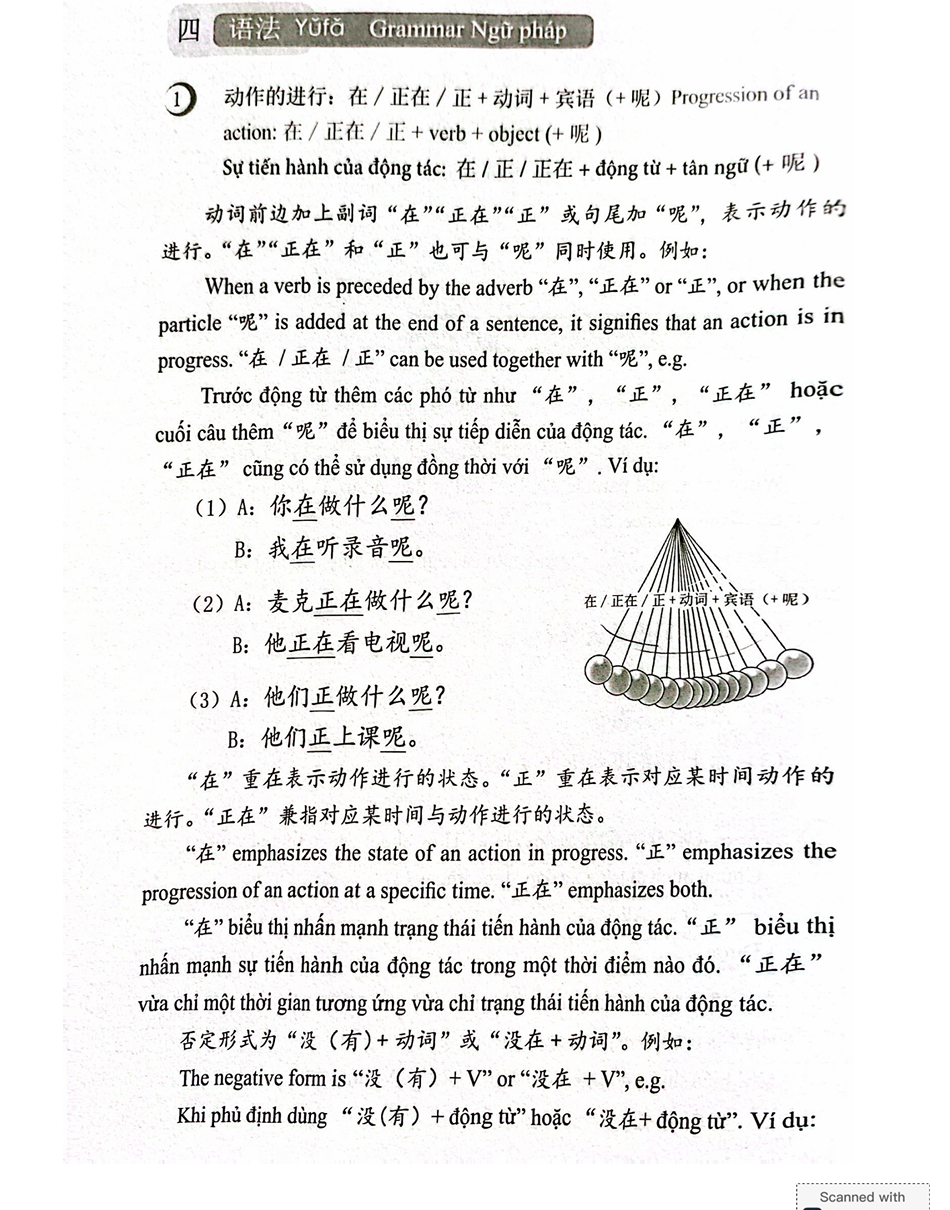 四 语法 Yǔfǎ Grammar Ngữ pháp
1 动作的进行：在 / 正在 / 正 + 动词 + 宾语（+ 呢）Progression of an
action: 在 / 正在 / 正 + verb + object (+ 呢 )
Sự tiến hành của động tác: 在 / 正 / 正在 + động từ + tân ngữ (+ 呢 )
动词前边加上副词“在”“正在”“正”或句尾加“呢”，表示动作的
进行。“在”“正在”和“正”也可与“呢”同时使用。例如：
When a verb is preceded by the adverb “在”, “正在” or “正”, or when the
particle “呢” is added at the end of a sentence, it signifies that an action is in
progress. “在 / 正在 / 正” can be used together with “呢”, e.g.
Trước động từ thêm các phó từ như “在”, “正”, “正在” hoặc
cuối câu thêm “呢” để biểu thị sự tiếp diễn của động tác. “在”, “正”,
“正在” cũng có thể sử dụng đồng thời với “呢”. Ví dụ:
（1）A：你在做什么呢？
B：我在听录音呢。
（2）A：麦克正在做什么呢？
B：他正在看电视呢。
（3）A：他们正做什么呢？
B：他们正上课呢。
在 / 正在 / 正 + 动词 + 宾语（+ 呢）
“在”重在表示动作进行的状态。“正”重在表示对应某时间动作的
进行。“正在”兼指对应某时间与动作进行的状态。
“在” emphasizes the state of an action in progress. “正” emphasizes the
progression of an action at a specific time. “正在” emphasizes both.
“在” biểu thị nhấn mạnh trạng thái tiến hành của động tác. “正” biểu thị
nhấn mạnh sự tiến hành của động tác trong một thời điểm nào đó. “正在”
vừa chỉ một thời gian tương ứng vừa chỉ trạng thái tiến hành của động tác.
否定形式为“没（有）+ 动词”或“没在 + 动词”。例如：
The negative form is “没（有）+ V” or “没在 + V”, e.g.
Khi phủ định dùng “没(有) + động từ” hoặc “没在+ động từ”. Ví dụ:
Scanned with